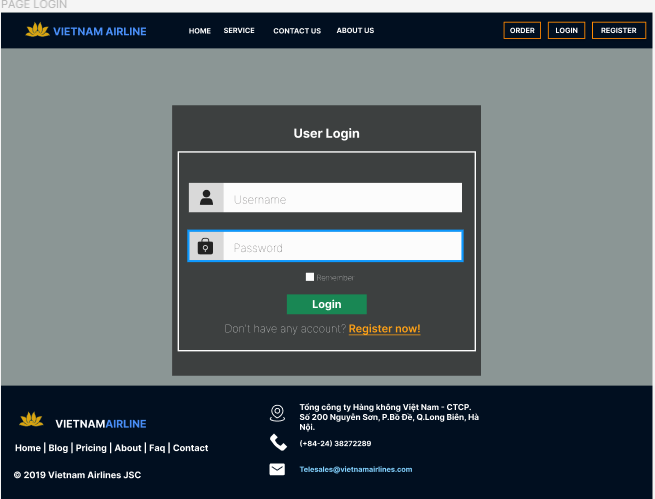 PAGE LOGIN
VIETNAM AIRLINE
HOME SERVICE CONTACT US ABOUT US
ORDER LOGIN REGISTER
User Login
Username
Password
Remember
Login
Don't have any account? Register now!
VIETNAMAIRLINE
Home | Blog | Pricing | About | Faq | Contact
© 2019 Vietnam Airlines JSC
Tổng công ty Hàng không Việt Nam - CTCP.
Số 200 Nguyễn Sơn, P.Bồ Đề, Q.Long Biên, Hà
Nội.
(+84-24) 38272289
Telesales@vietnamairlines.com